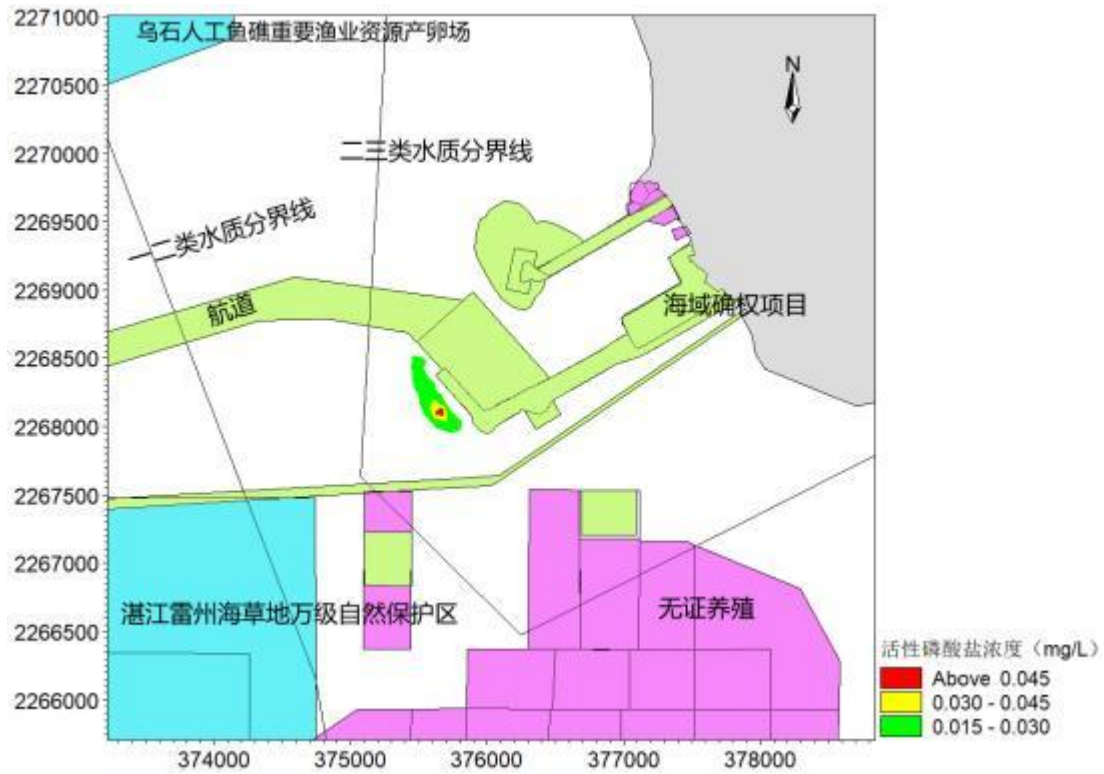 2271000
乌石人工鱼礁重要渔业资源产卵场
2270500
N
2270000
二三类水质分界线
2269500
一二类水质分界线
2269000
航道
海域确权项目
2268500
2268000
2267500
2267000
湛江雷州海草地万级自然保护区
无证养殖
2266500
活性磷酸盐浓度（mg/L）
Above 0.045
2266000
0.030 - 0.045
0.015 - 0.030
374000 375000 376000 377000 378000